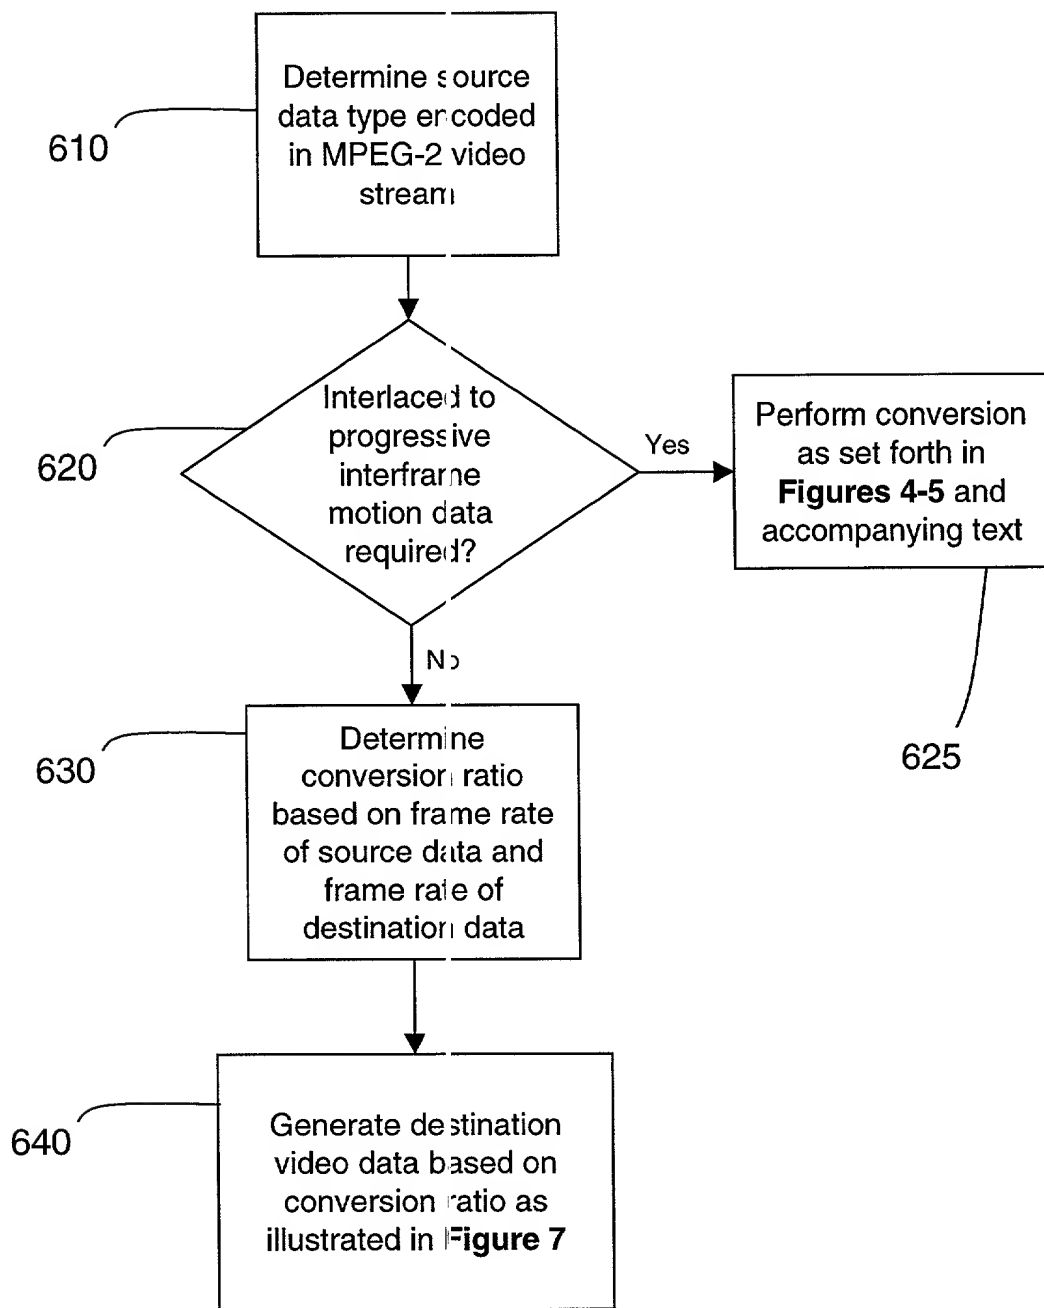 Determine source
data type encoded
in MPEG-2 video
stream
610
Interlaced to
progressive
interframe
motion data
required?
620
Yes
Perform conversion
as set forth in
Figures 4-5 and
accompanying text
625
No
Determine
conversion ratio
based on frame rate
of source data and
frame rate of
destination data
630
Generate destination
video data based on
conversion ratio as
illustrated in Figure 7
640